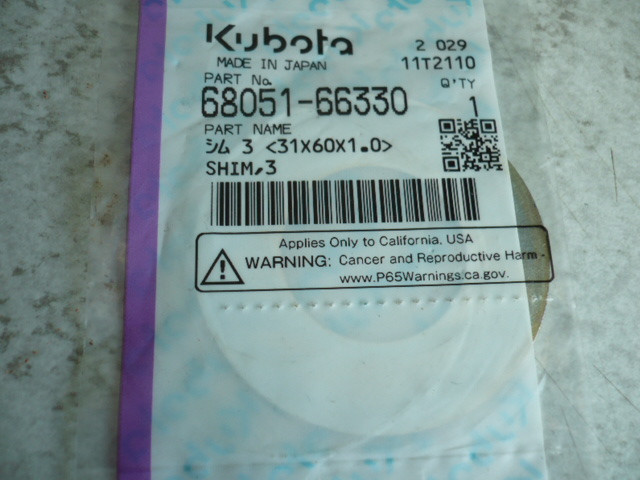 Kubota
2 029
MADE IN JAPAN
11T2110
PART No.
Q'TY
68051-66330
1
PART NAME
シム 3 <31X60X1.0>
SHIM,3
Applies Only to California. USA
WARNING: Cancer and Reproductive Harm -
www.P65Warnings.ca.gov.